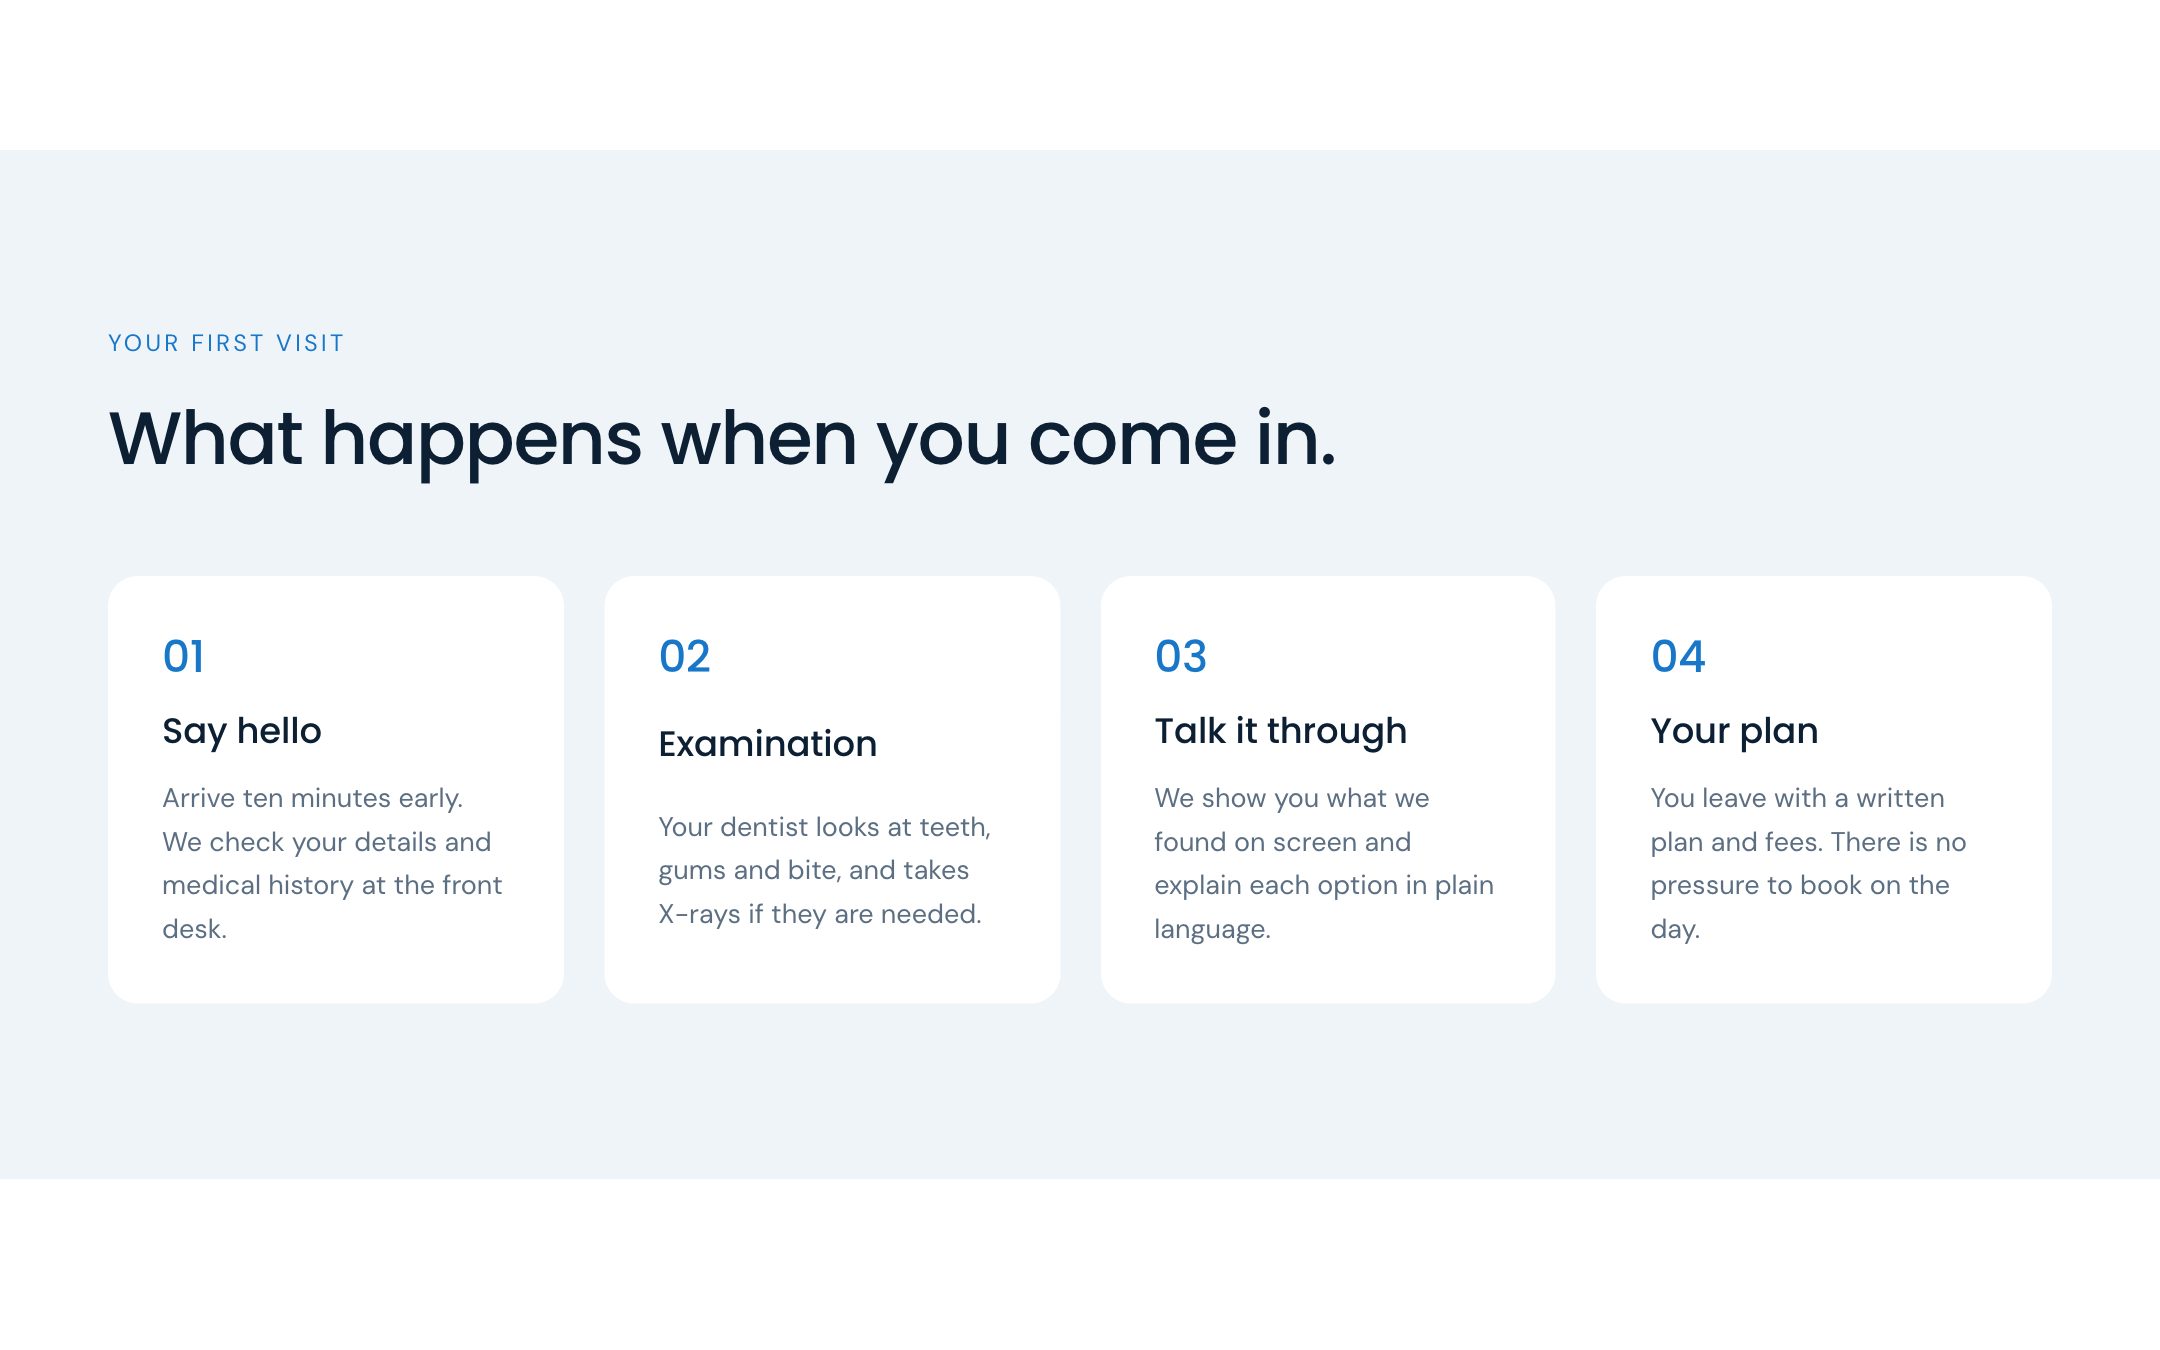 YOUR FIRST VISIT
What happens when you come in.
01
Say hello
Arrive ten minutes early.
We check your details and
medical history at the front
desk.
02
Examination
Your dentist looks at teeth,
gums and bite, and takes
X-rays if they are needed.
03
Talk it through
We show you what we
found on screen and
explain each option in plain
language.
04
Your plan
You leave with a written
plan and fees. There is no
pressure to book on the
day.